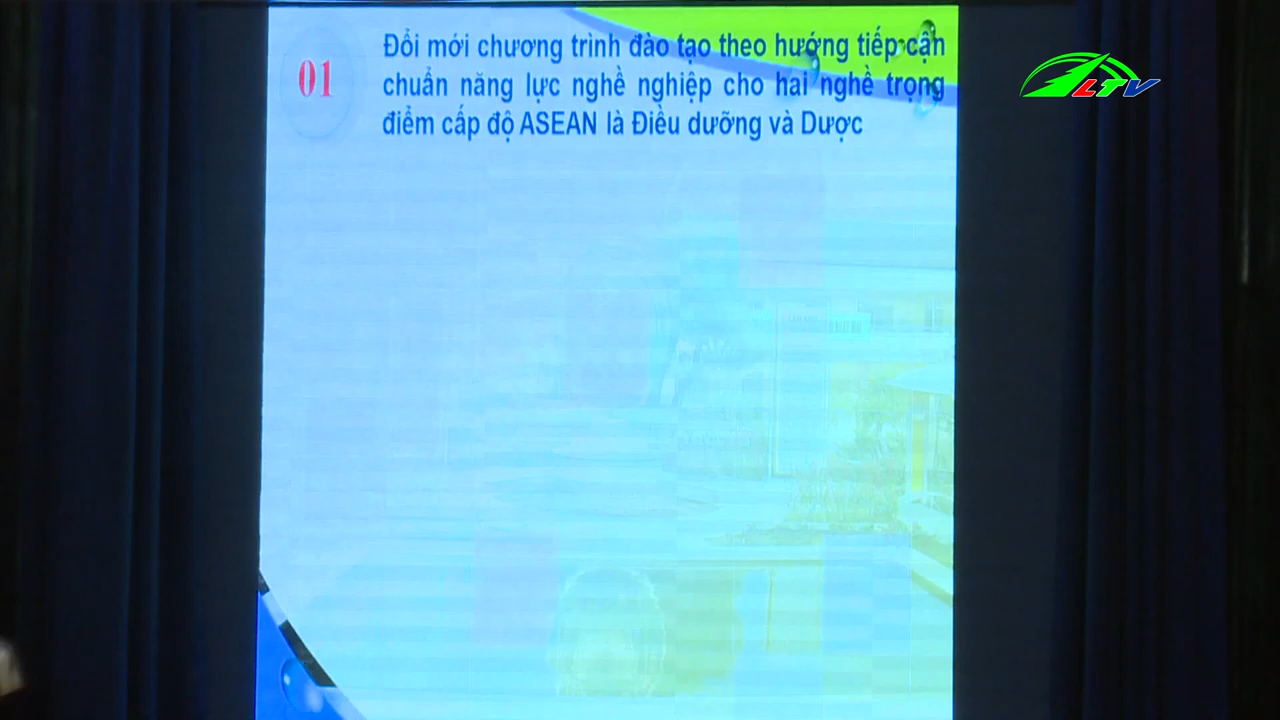 01
Đổi mới chương trình đào tạo theo hướng tiếp cận
chuẩn năng lực nghề nghiệp cho hai nghề trọng
điểm cấp độ ASEAN là Điều dưỡng và Dược
LTV